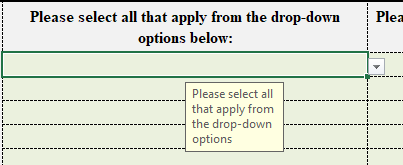 Please select all that apply from the drop-down
options below:
Plea
Please select all
that apply from
the drop-down
options